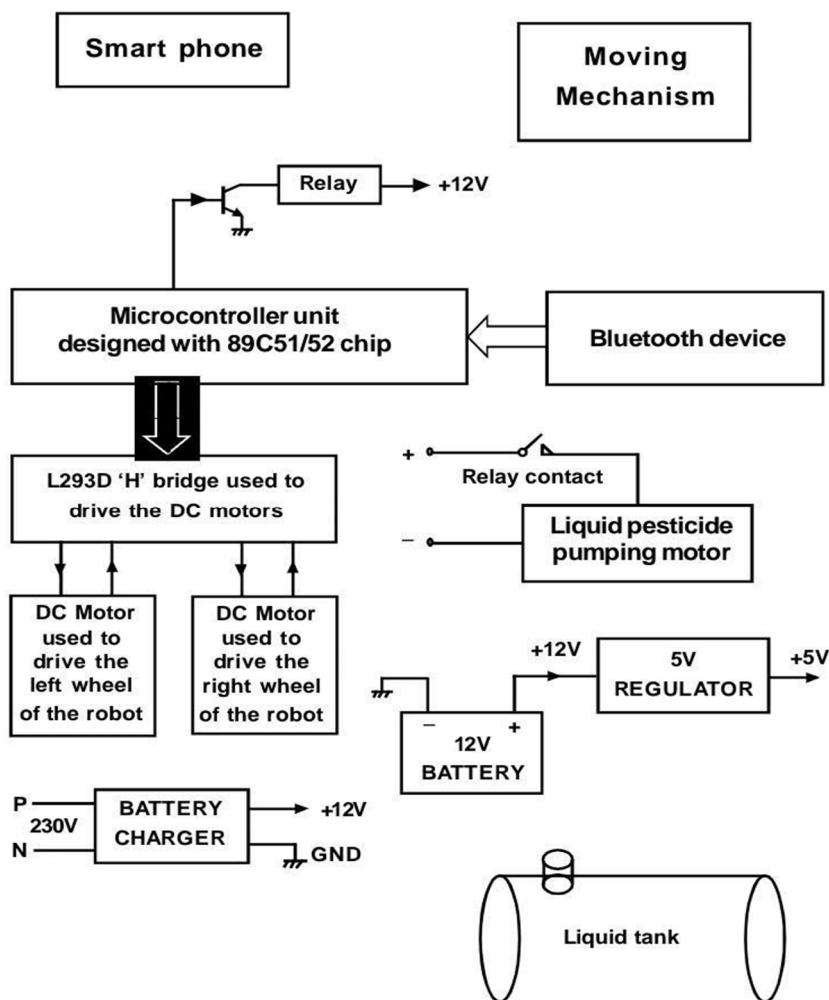 Smart phone
Moving
Mechanism
Relay
+12V
Microcontroller unit
designed with 89C51/52 chip
Bluetooth device
L293D ‘H’ bridge used to
drive the DC motors
+
Relay contact
–
Liquid pesticide
pumping motor
DC Motor
used to
drive the
left wheel
of the robot
DC Motor
used to
drive the
right wheel
of the robot
+12V
5V
REGULATOR
+5V
– +
12V
BATTERY
P
230V
N
BATTERY
CHARGER
+12V
GND
Liquid tank